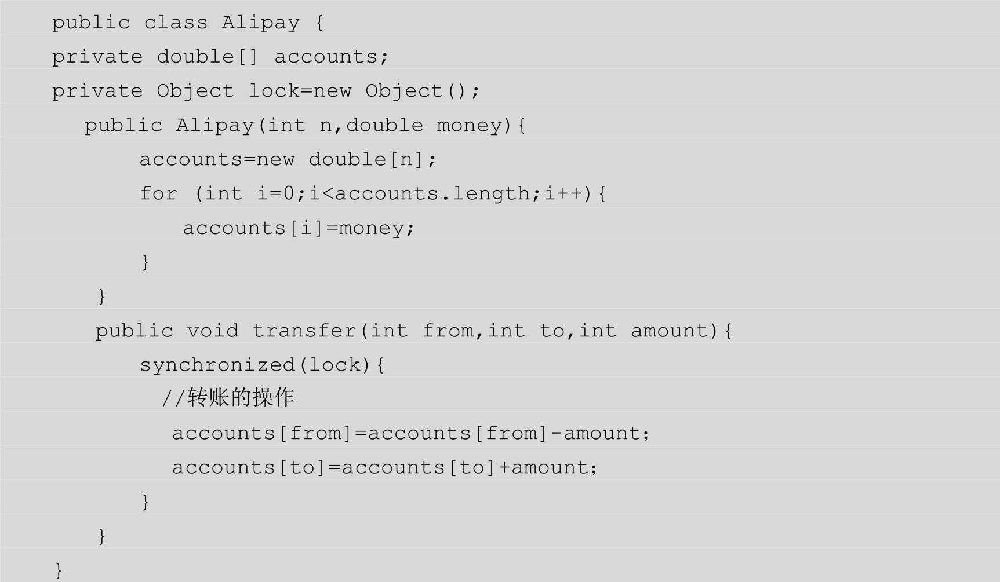 public class Alipay {
private double[] accounts;
private Object lock=new Object();
public Alipay(int n,double money){
accounts=new double[n];
for (int i=0;i<accounts.length;i++){
accounts[i]=money;
}
}
public void transfer(int from,int to,int amount){
synchronized(lock){
//转账的操作
accounts[from]=accounts[from]-amount；
accounts[to]=accounts[to]+amount；
}
}
}